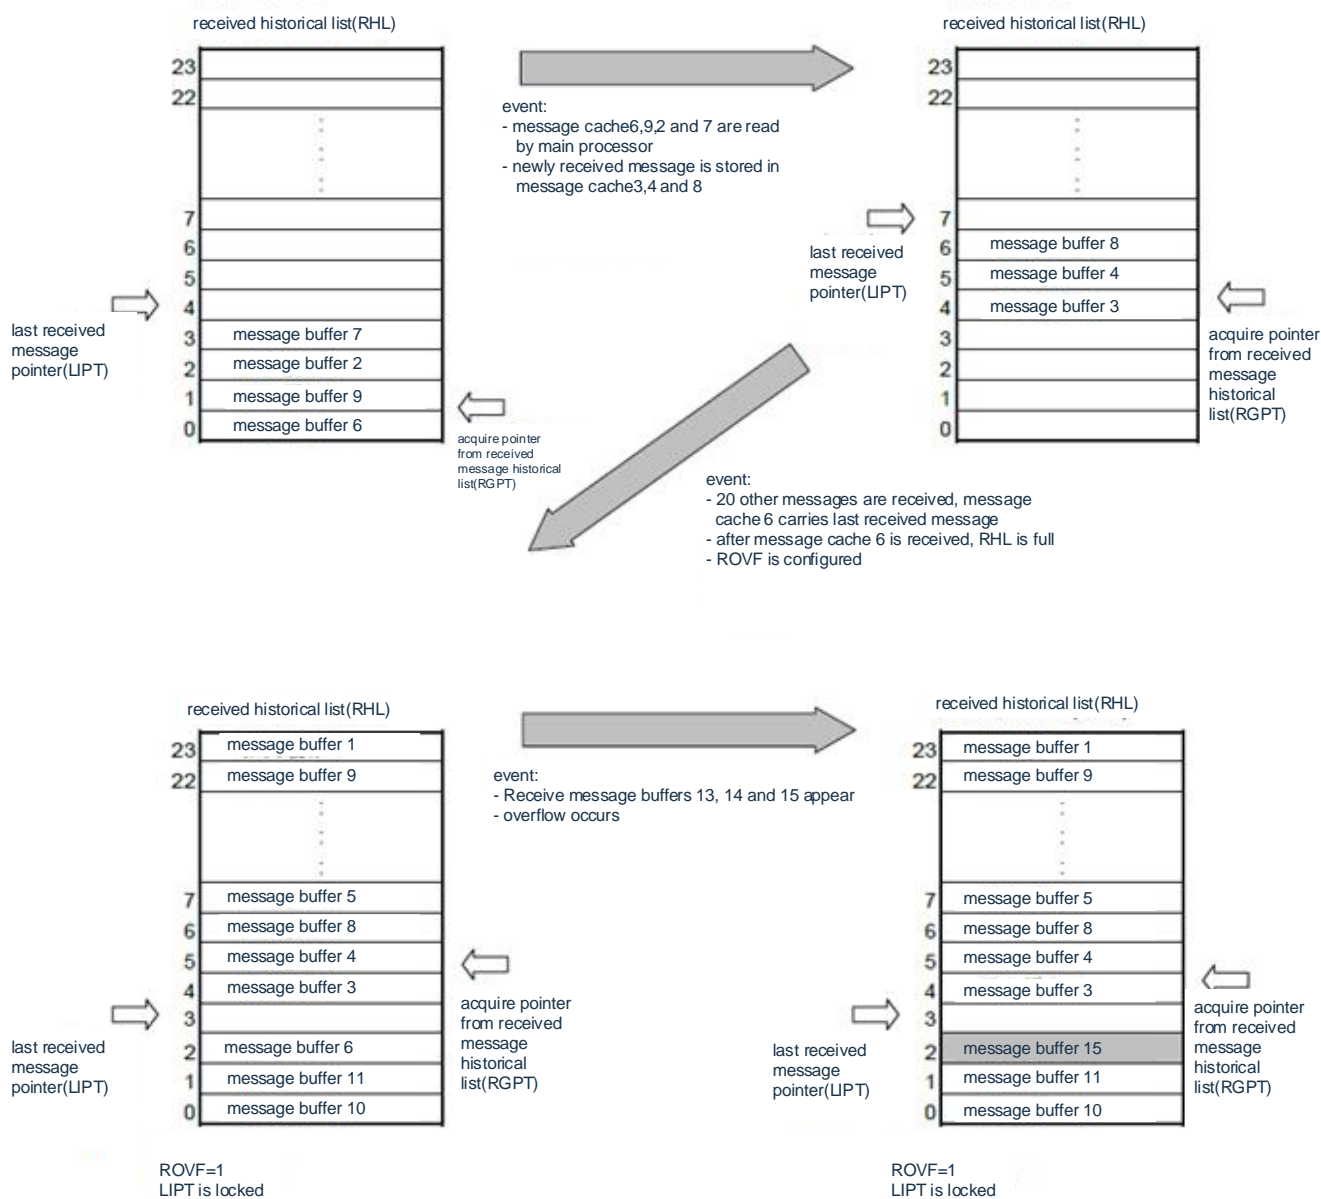 received historical list(RHL)
23
22
7
6
5
4
3
2
1
0
message buffer 7
message buffer 2
message buffer 9
message buffer 6
last received
message
pointer(LIPT)
acquire pointer
from received
message historical
list(RGPT)
event:
- message cache6,9,2 and 7 are read
by main processor
- newly received message is stored in
message cache3,4 and 8
received historical list(RHL)
23
22
7
6
5
4
3
2
1
0
message buffer 8
message buffer 4
message buffer 3
last received
message
pointer(LIPT)
acquire pointer
from received
message
historical
list(RGPT)
event:
- 20 other messages are received, message
cache 6 carries last received message
- after message cache 6 is received, RHL is full
- ROVF is configured
received historical list(RHL)
23
22
7
6
5
4
3
2
1
0
message buffer 1
message buffer 9
message buffer 5
message buffer 8
message buffer 4
message buffer 3
message buffer 6
message buffer 11
message buffer 10
last received
message
pointer(LIPT)
acquire pointer
from received
message
historical
list(RGPT)
ROVF=1
LIPT is locked
event:
- Receive message buffers 13, 14 and 15 appear
- overflow occurs
received historical list(RHL)
23
22
7
6
5
4
3
2
1
0
message buffer 1
message buffer 9
message buffer 5
message buffer 8
message buffer 4
message buffer 3
message buffer 15
message buffer 11
message buffer 10
last received
message
pointer(LIPT)
acquire pointer
from received
message
historical
list(RGPT)
ROVF=1
LIPT is locked